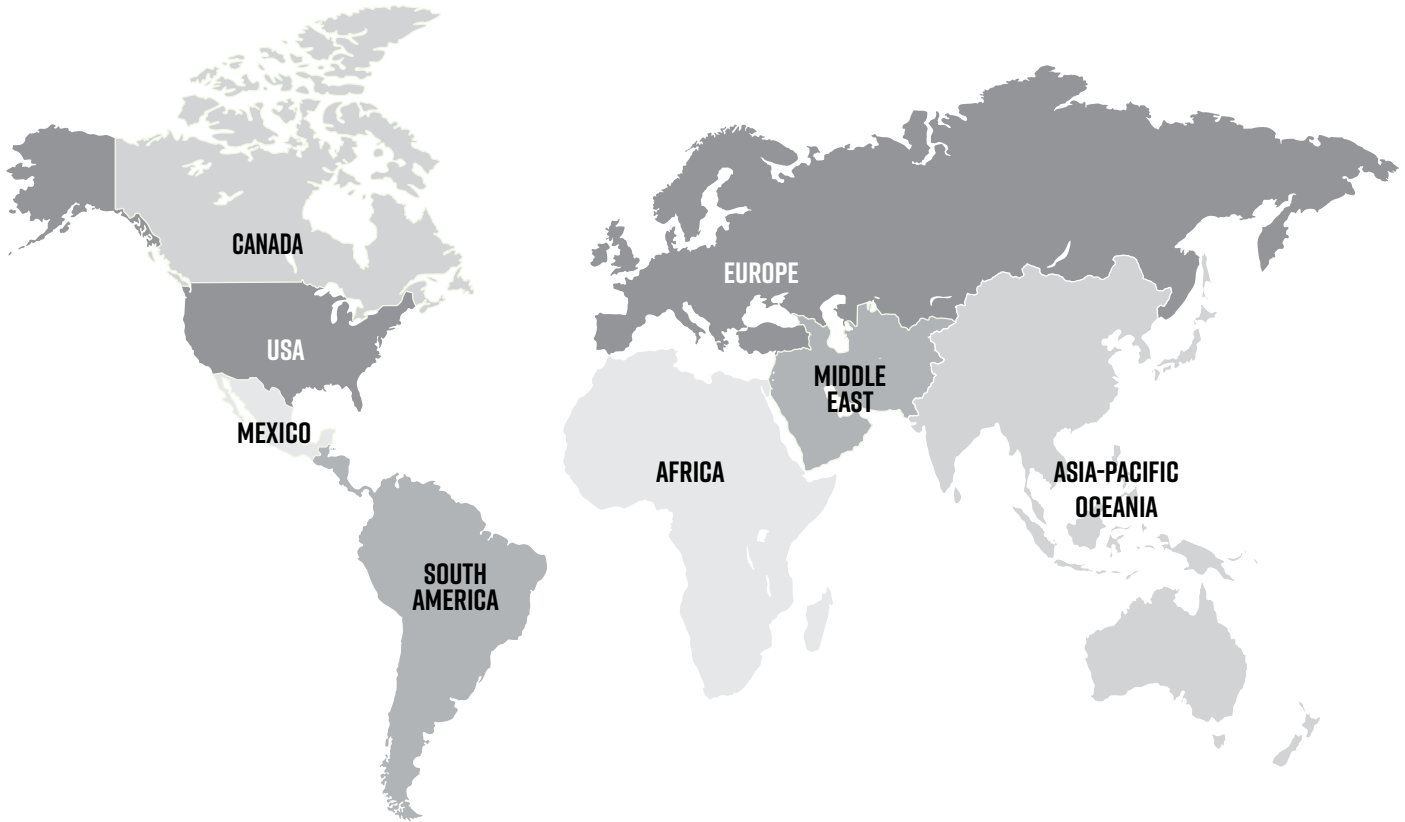 CANADA
EUROPE
USA
MIDDLE
EAST
MEXICO
AFRICA
ASIA-PACIFIC
OCEANIA
SOUTH
AMERICA